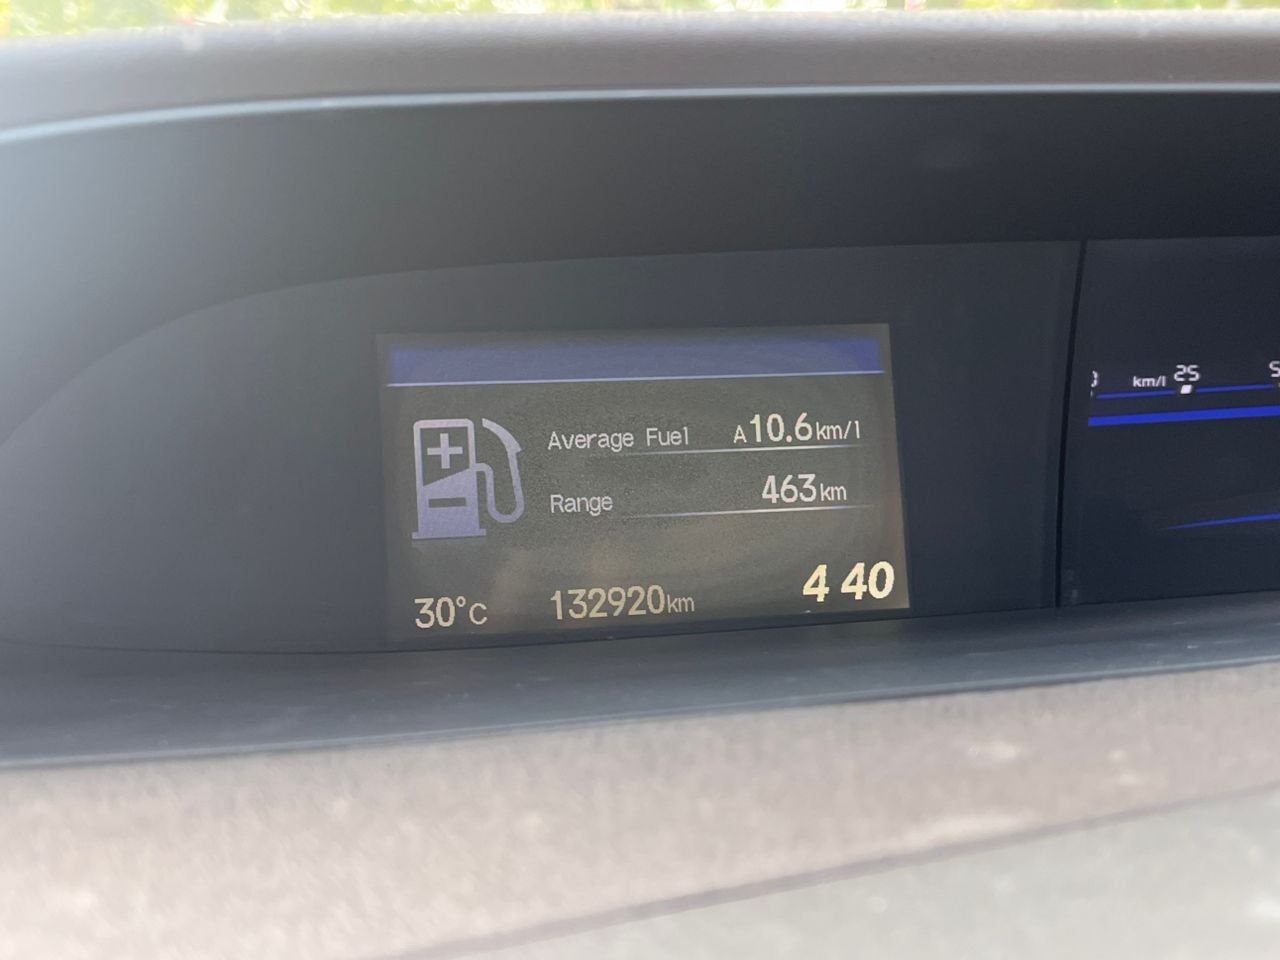 Average Fuel A10.6km/l
Range 463km
30°C 132920km 4 40
km/l 25